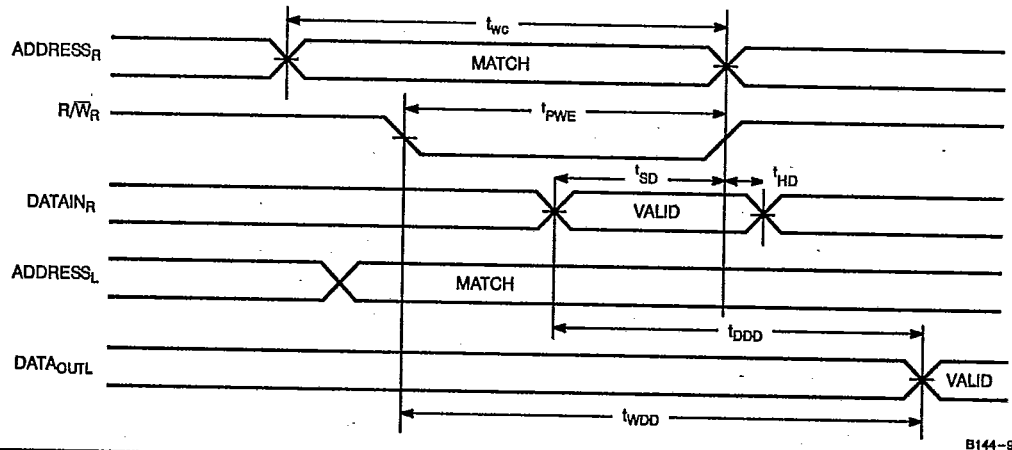 tWC
ADDRESSR
MATCH
R/W̅R
tPWE
tSD
tHD
DATAINR
VALID
ADDRESSL
MATCH
tDDD
DATAOUTL
VALID
tWDD
B144-9